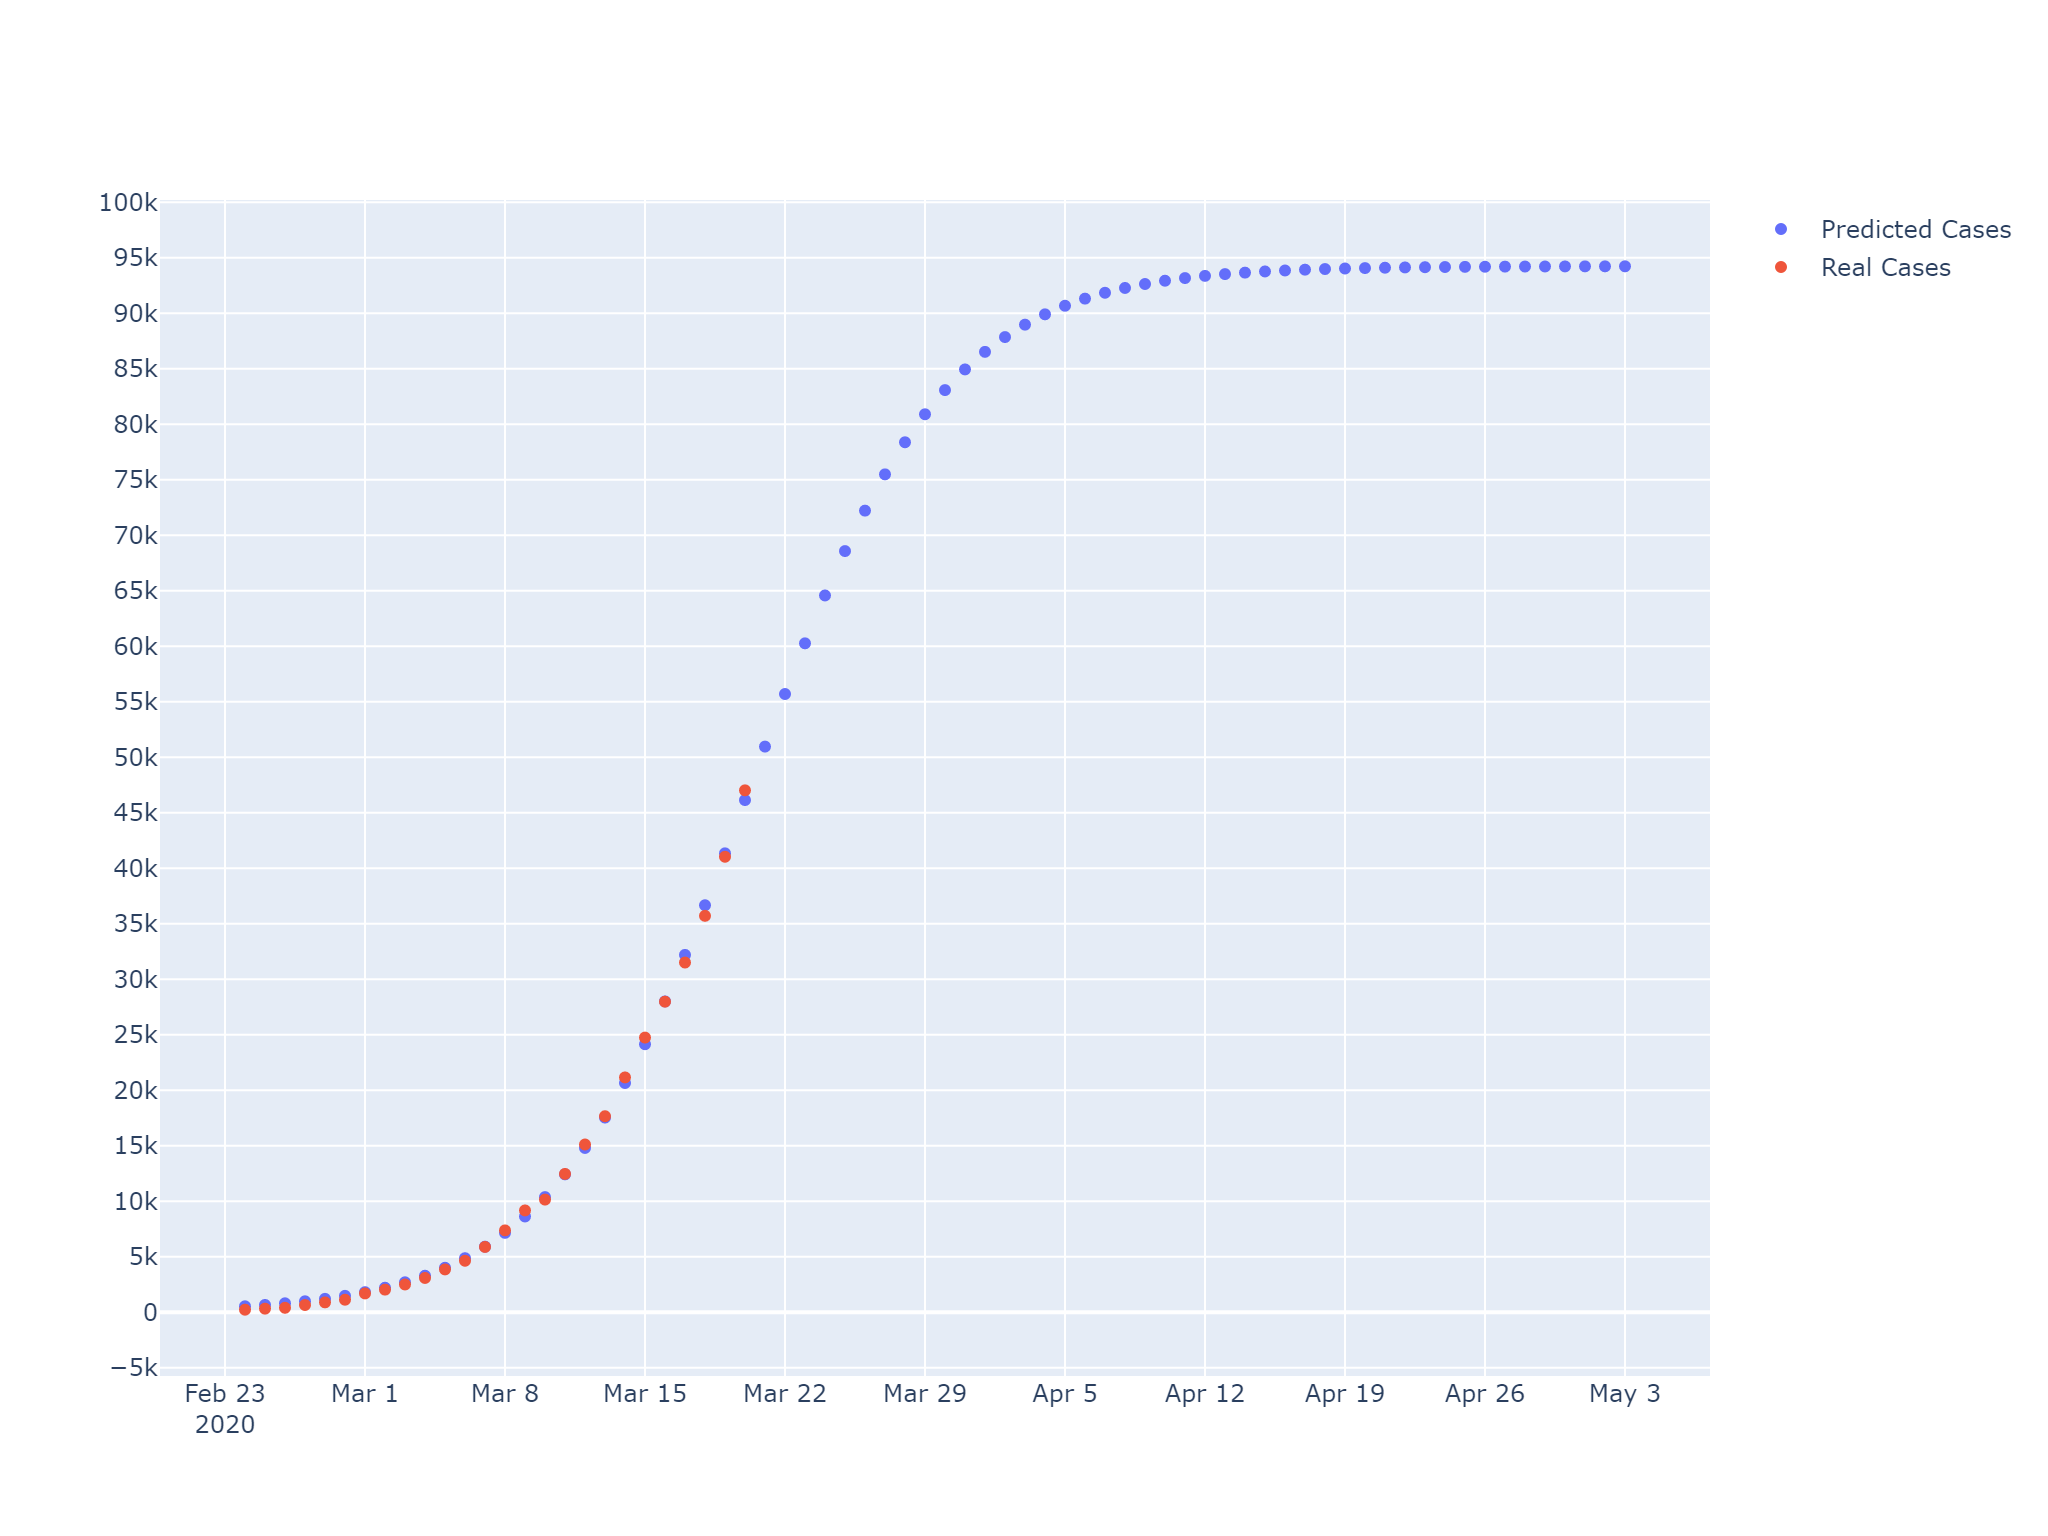 100k
95k
90k
85k
80k
75k
70k
65k
60k
55k
50k
45k
40k
35k
30k
25k
20k
15k
10k
5k
0
−5k
Feb 23 Mar 1 Mar 8 Mar 15 Mar 22 Mar 29 Apr 5 Apr 12 Apr 19 Apr 26 May 3
2020
Predicted Cases
Real Cases